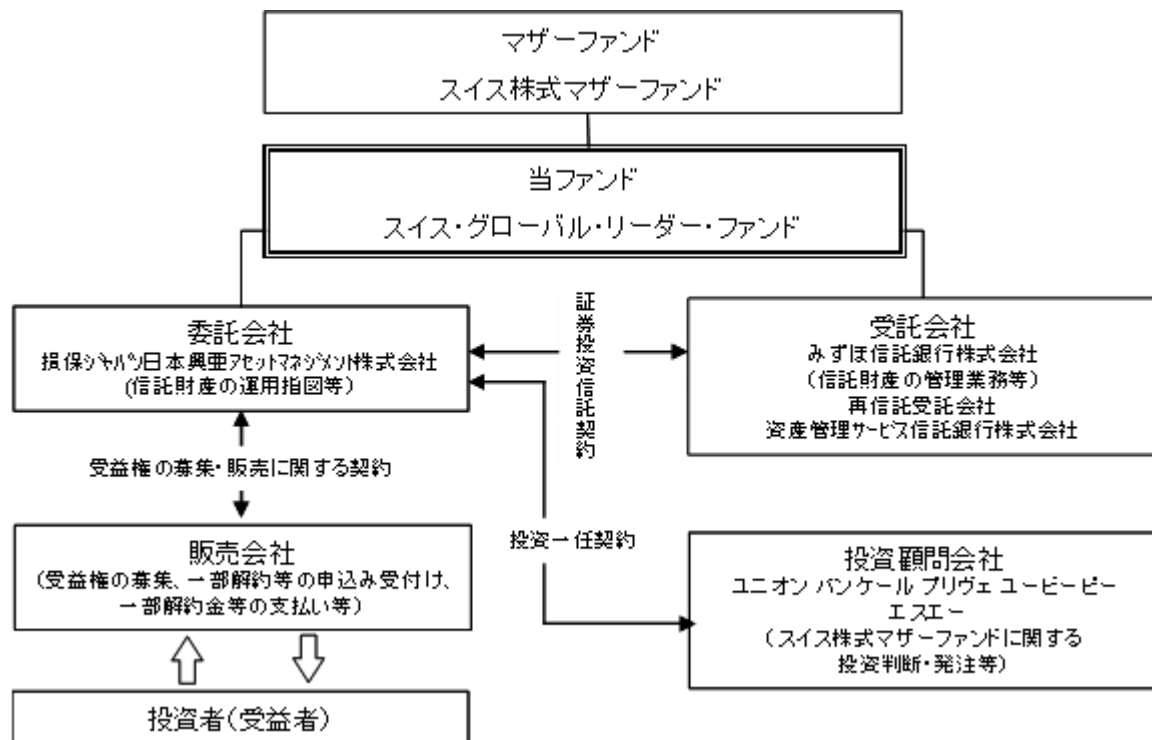 マザーファンド
スイス株式マザーファンド
当ファンド
スイス・グローバル・リーダー・ファンド
委託会社
損保ジャパン日本興亜アセットマネジメント株式会社
(信託財産の運用指図等)
証券投資信託契約
受託会社
みずほ信託銀行株式会社
(信託財産の管理業務等)
再信託受託会社
資産管理サービス信託銀行株式会社
受益権の募集・販売に関する契約
投資一任契約
販売会社
(受益権の募集、一部解約等の申込み受付け、
一部解約金等の支払い等)
投資顧問会社
ユニオン バンケール プリヴェ ユービーピー
エスエー
(スイス株式マザーファンドに関する
投資判断・発注等)
投資者(受益者)